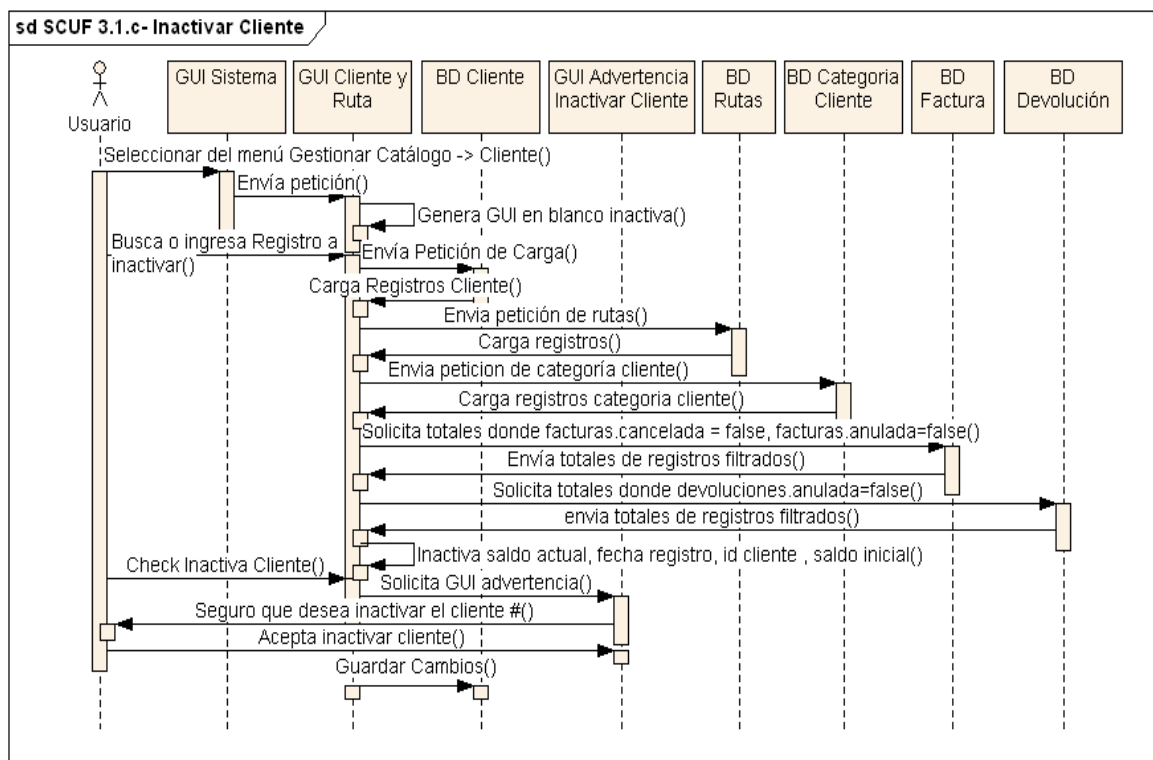 sd SCUF 3.1.c- Inactivar Cliente
Usuario
GUI Sistema
GUI Cliente y
Ruta
BD Cliente
GUI Advertencia
Inactivar Cliente
BD
Rutas
BD Categoria
Cliente
BD
Factura
BD
Devolución
Seleccionar del menú Gestionar Catálogo -> Cliente()
Envía petición()
Genera GUI en blanco inactiva()
Busca o ingresa Registro a
inactivar()
Envía Petición de Carga()
Carga Registros Cliente()
Envia petición de rutas()
Carga registros()
Envia peticion de categoría cliente()
Carga registros categoria cliente()
Solicita totales donde facturas.cancelada = false, facturas.anulada=false()
Envía totales de registros filtrados()
Solicita totales donde devoluciones.anulada=false()
envia totales de registros filtrados()
Inactiva saldo actual, fecha registro, id cliente , saldo inicial()
Check Inactiva Cliente()
Solicita GUI advertencia()
Seguro que desea inactivar el cliente #()
Acepta inactivar cliente()
Guardar Cambios()